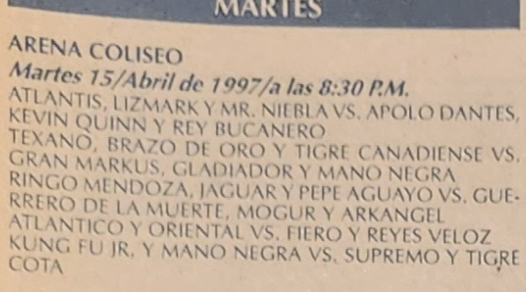 MARTES
ARENA COLISEO
Martes 15/Abril de 1997/a las 8:30 P.M.
ATLANTIS, LIZMARK Y MR. NIEBLA VS. APOLO DANTES,
KEVIN QUINN Y REY BUCANERO
TEXANO, BRAZO DE ORO Y TIGRE CANADIENSE VS.
GRAN MARKUS, GLADIADOR Y MANO NEGRA
RINGO MENDOZA, JAGUAR Y PEPE AGUAYO VS. GUE-
RRERO DE LA MUERTE, MOGUR Y ARKANGEL
ATLANTICO Y ORIENTAL VS. FIERO Y REYES VELOZ
KUNG FU JR. Y MANO NEGRA VS. SUPREMO Y TIGRE
COTA